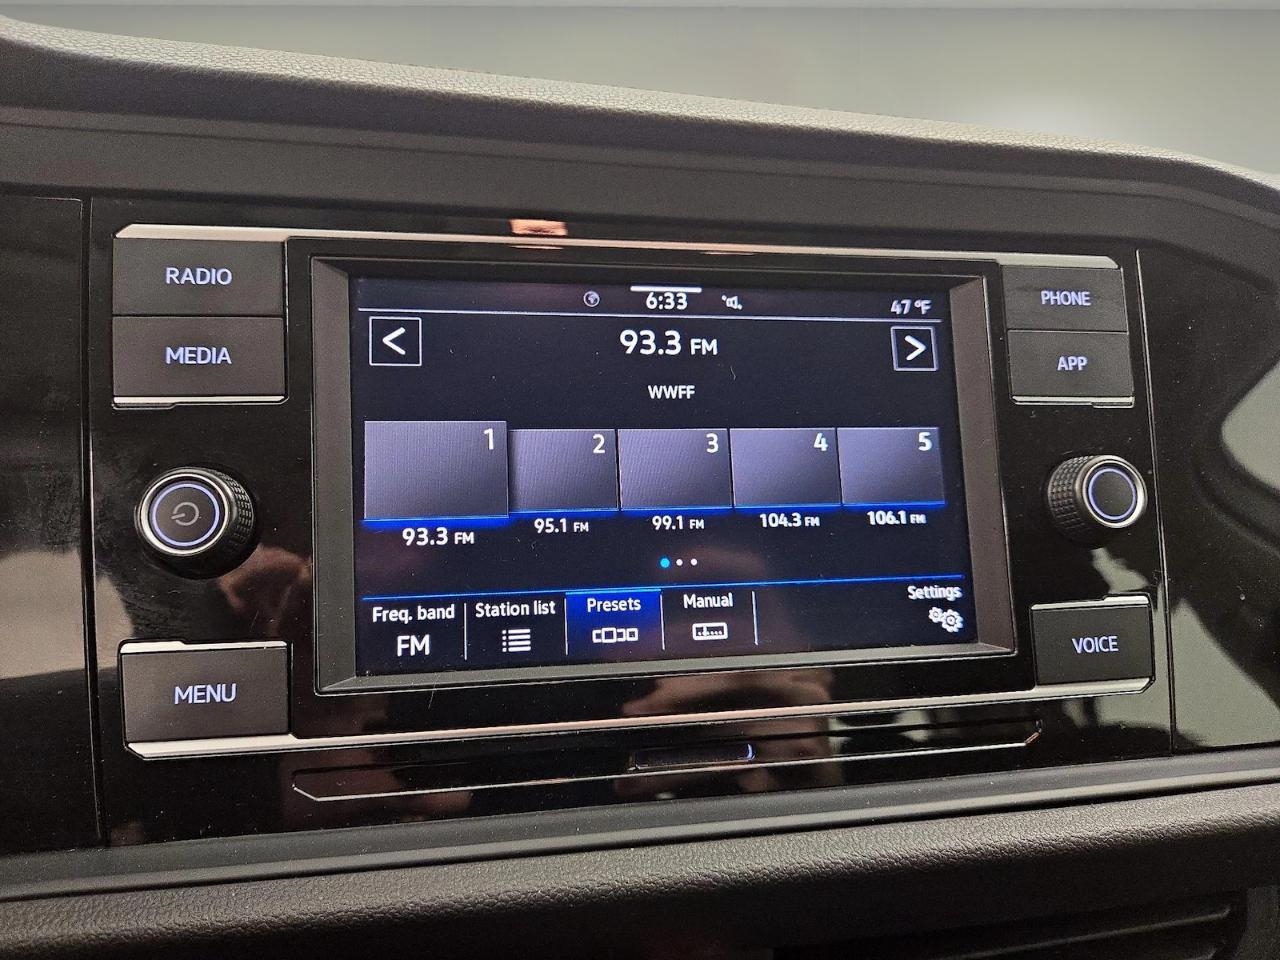 RADIO
MEDIA
MENU
6:33
47 °F
<
93.3 FM
>
WWFF
1
2
3
4
5
93.3 FM
95.1 FM
99.1 FM
104.3 FM
106.1 FM
Freq. band
FM
Station list
Presets
Manual
Settings
PHONE
APP
VOICE